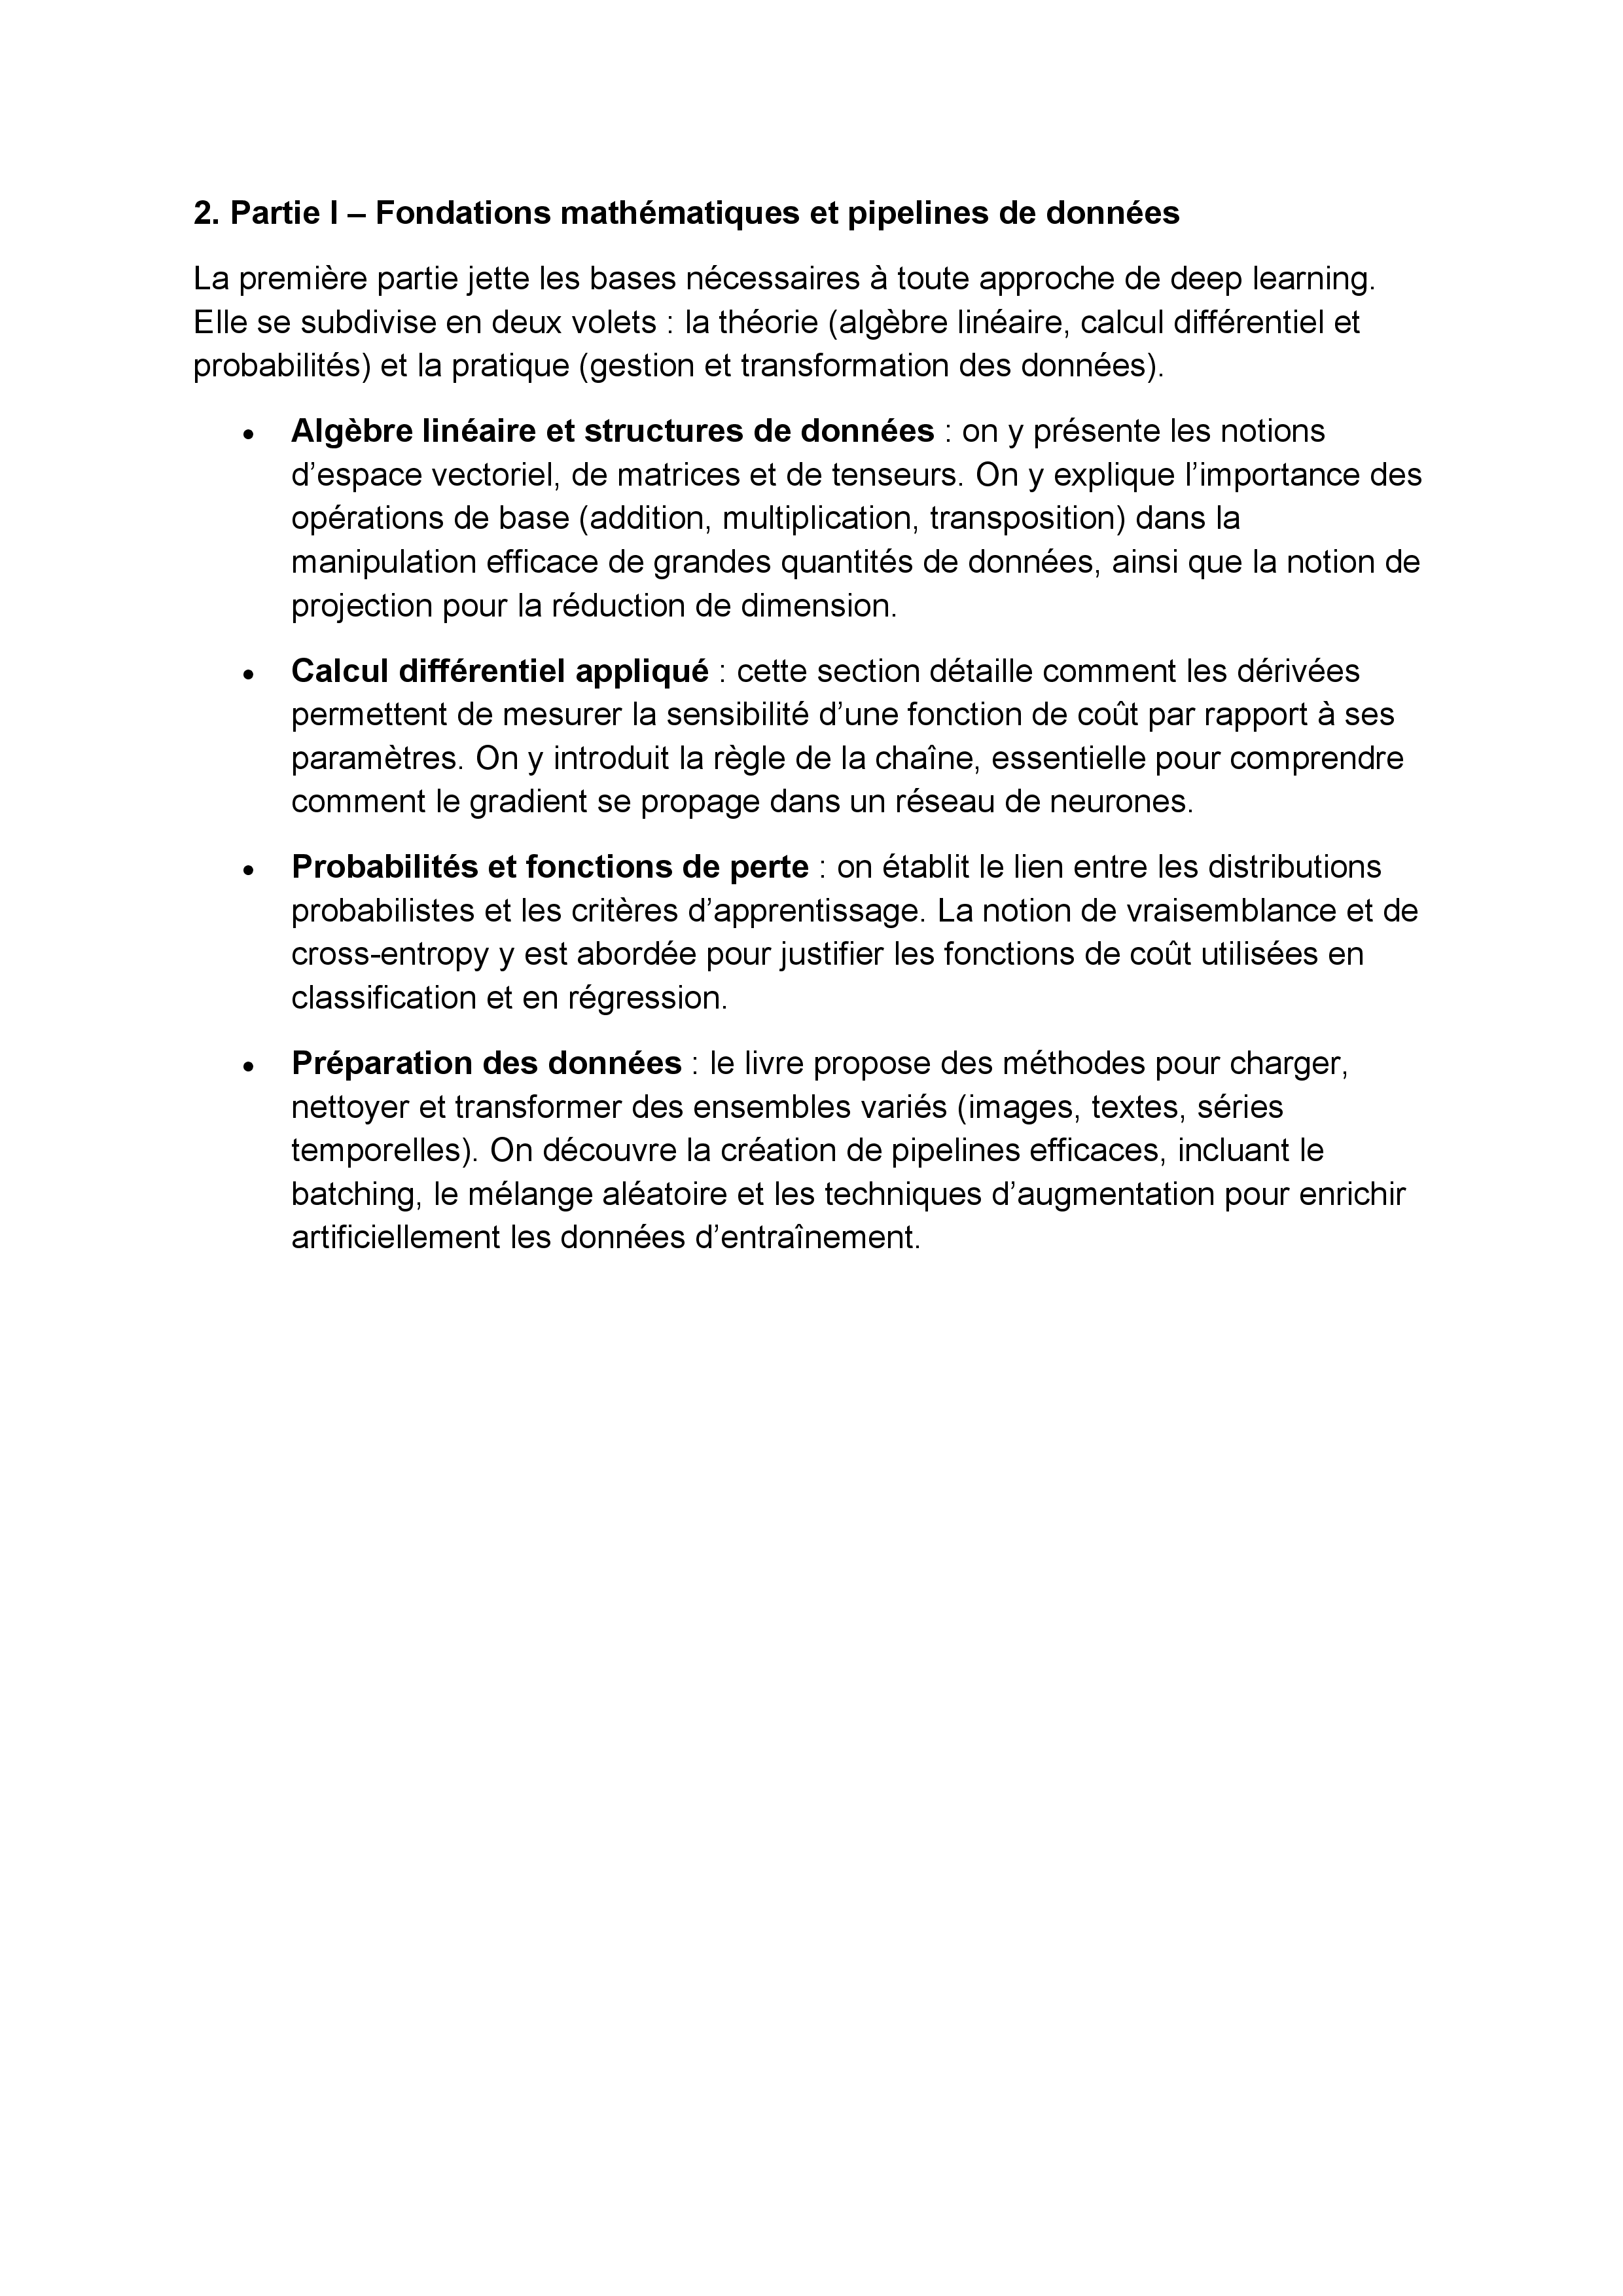 2. Partie I – Fondations mathématiques et pipelines de données
La première partie jette les bases nécessaires à toute approche de deep learning.
Elle se subdivise en deux volets : la théorie (algèbre linéaire, calcul différentiel et
probabilités) et la pratique (gestion et transformation des données).
• Algèbre linéaire et structures de données : on y présente les notions
d’espace vectoriel, de matrices et de tenseurs. On y explique l’importance des
opérations de base (addition, multiplication, transposition) dans la
manipulation efficace de grandes quantités de données, ainsi que la notion de
projection pour la réduction de dimension.
• Calcul différentiel appliqué : cette section détaille comment les dérivées
permettent de mesurer la sensibilité d’une fonction de coût par rapport à ses
paramètres. On y introduit la règle de la chaîne, essentielle pour comprendre
comment le gradient se propage dans un réseau de neurones.
• Probabilités et fonctions de perte : on établit le lien entre les distributions
probabilistes et les critères d’apprentissage. La notion de vraisemblance et de
cross-entropy y est abordée pour justifier les fonctions de coût utilisées en
classification et en régression.
• Préparation des données : le livre propose des méthodes pour charger,
nettoyer et transformer des ensembles variés (images, textes, séries
temporelles). On découvre la création de pipelines efficaces, incluant le
batching, le mélange aléatoire et les techniques d’augmentation pour enrichir
artificiellement les données d’entraînement.